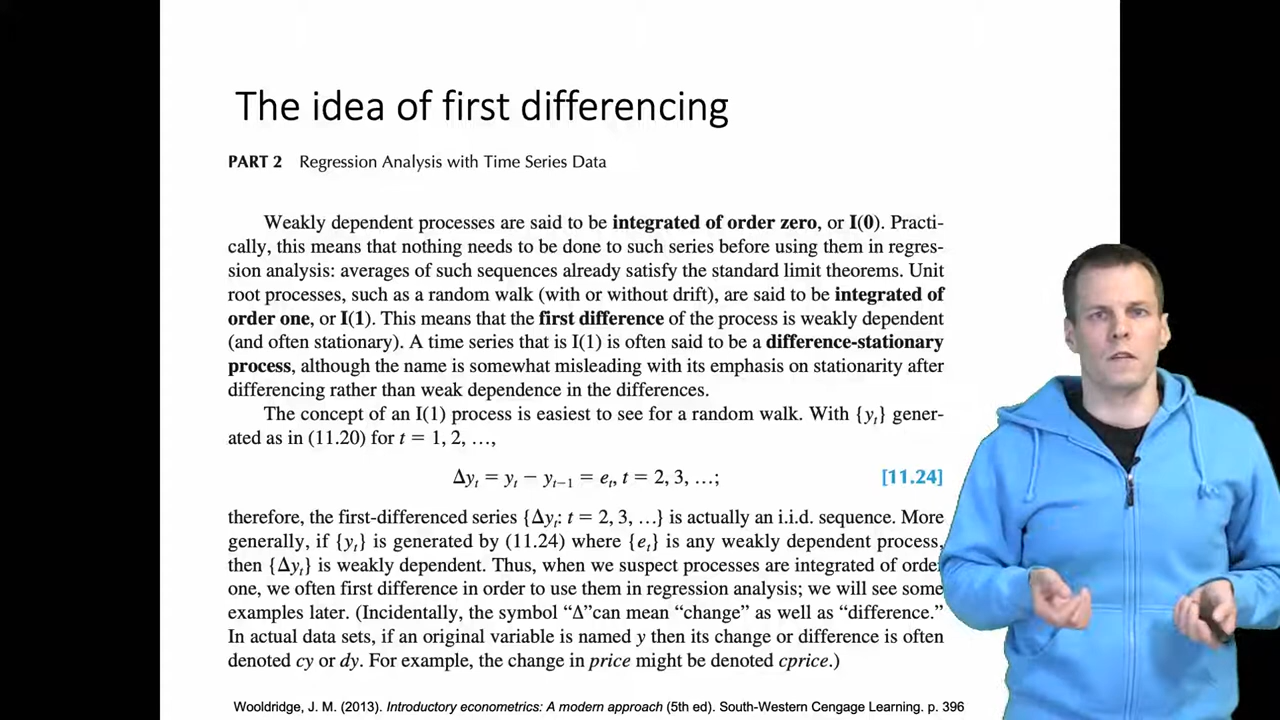 The idea of first differencing
PART 2 Regression Analysis with Time Series Data
Weakly dependent processes are said to be integrated of order zero, or I(0). Practi-
cally, this means that nothing needs to be done to such series before using them in regres-
sion analysis: averages of such sequences already satisfy the standard limit theorems. Unit
root processes, such as a random walk (with or without drift), are said to be integrated of
order one, or I(1). This means that the first difference of the process is weakly dependent
(and often stationary). A time series that is I(1) is often said to be a difference-stationary
process, although the name is somewhat misleading with its emphasis on stationarity after
differencing rather than weak dependence in the differences.
The concept of an I(1) process is easiest to see for a random walk. With {yₜ} gener-
ated as in (11.20) for t = 1, 2, …,
Δyₜ = yₜ − yₜ₋₁ = eₜ, t = 2, 3, …; [11.24]
therefore, the first-differenced series {Δyₜ: t = 2, 3, …} is actually an i.i.d. sequence. More
generally, if {yₜ} is generated by (11.24) where {eₜ} is any weakly dependent process,
then {Δyₜ} is weakly dependent. Thus, when we suspect processes are integrated of order
one, we often first difference in order to use them in regression analysis; we will see some
examples later. (Incidentally, the symbol “Δ”can mean “change” as well as “difference.”
In actual data sets, if an original variable is named y then its change or difference is often
denoted cy or dy. For example, the change in price might be denoted cprice.)
Wooldridge, J. M. (2013). Introductory econometrics: A modern approach (5th ed). South-Western Cengage Learning. p. 396